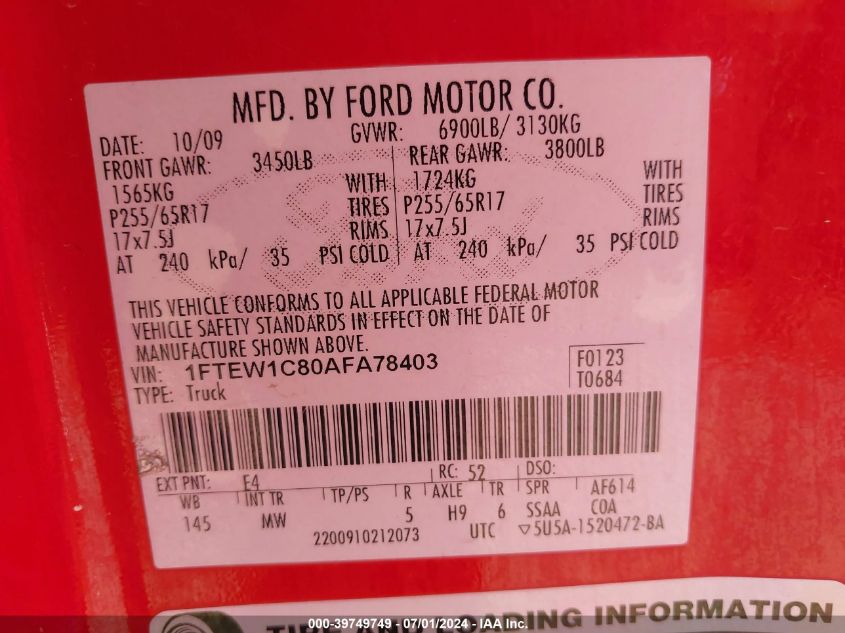 MFD. BY FORD MOTOR CO.
DATE: 10/09 GVWR: 6900LB/ 3130KG
FRONT GAWR: 3450LB REAR GAWR: 3800LB
1565KG WITH 1724KG WITH
P255/65R17 TIRES P255/65R17 TIRES
17x7.5J RIMS 17x7.5J RIMS
AT 240 kPa/ 35 PSI COLD AT 240 kPa/ 35 PSI COLD
THIS VEHICLE CONFORMS TO ALL APPLICABLE FEDERAL MOTOR
VEHICLE SAFETY STANDARDS IN EFFECT ON THE DATE OF
MANUFACTURE SHOWN ABOVE.
VIN: 1FTEW1C80AFA78403 F0123
TYPE: Truck T0684
EXT PNT: E4 RC: 52 DSO:
WB INT TR TP/PS R AXLE TR SPR AF614
145 MW 5 H9 6 SSAA COA
2200910212073 UTC ▽5U5A-1520472-BA
TIRE AND LOADING INFORMATION
000-39749749 - 07/01/2024 - IAA Inc.